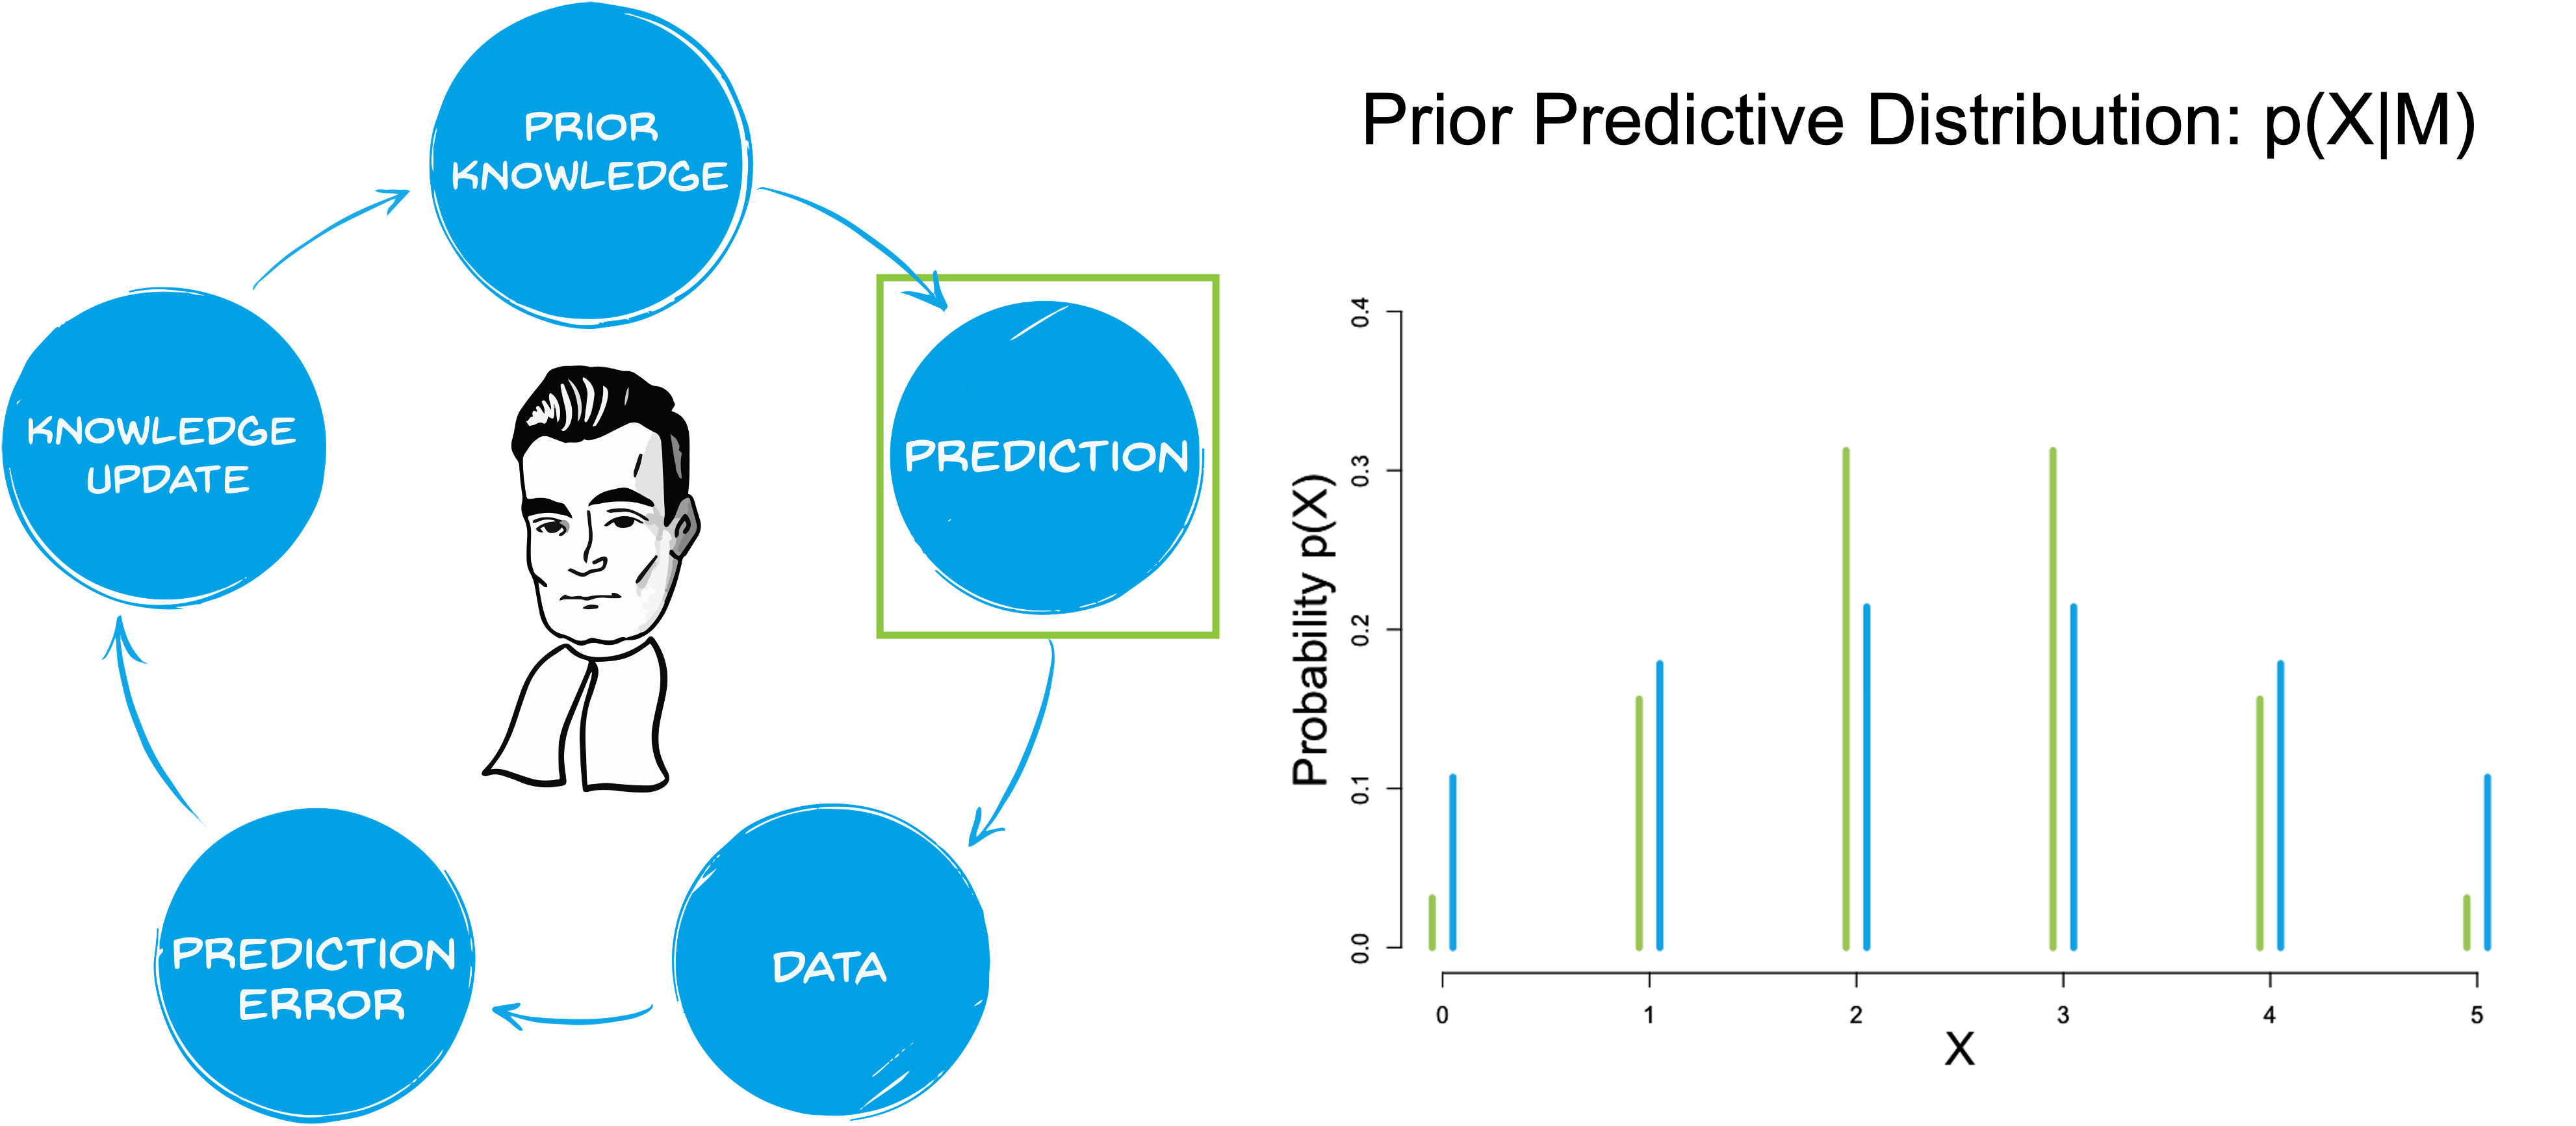 PRIOR
KNOWLEDGE
PREDICTION
DATA
PREDICTION
ERROR
KNOWLEDGE
UPDATE
Prior Predictive Distribution: p(X|M)
Probability p(X)
0.4
0.3
0.2
0.1
0.0
0 1 2 3 4 5
X